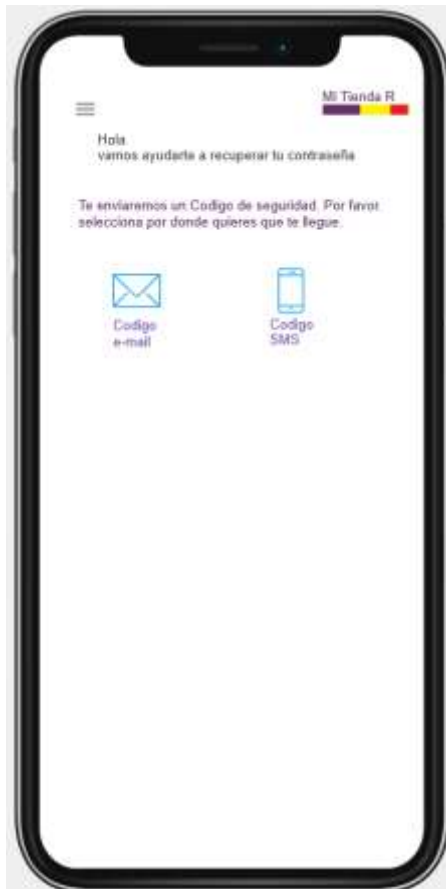 Mi Tienda R
Hola
vamos ayudarte a recuperar tu contraseña
Te enviaremos un Codigo de seguridad. Por favor
selecciona por donde quieres que te llegue.
Codigo
e-mail
Codigo
SMS